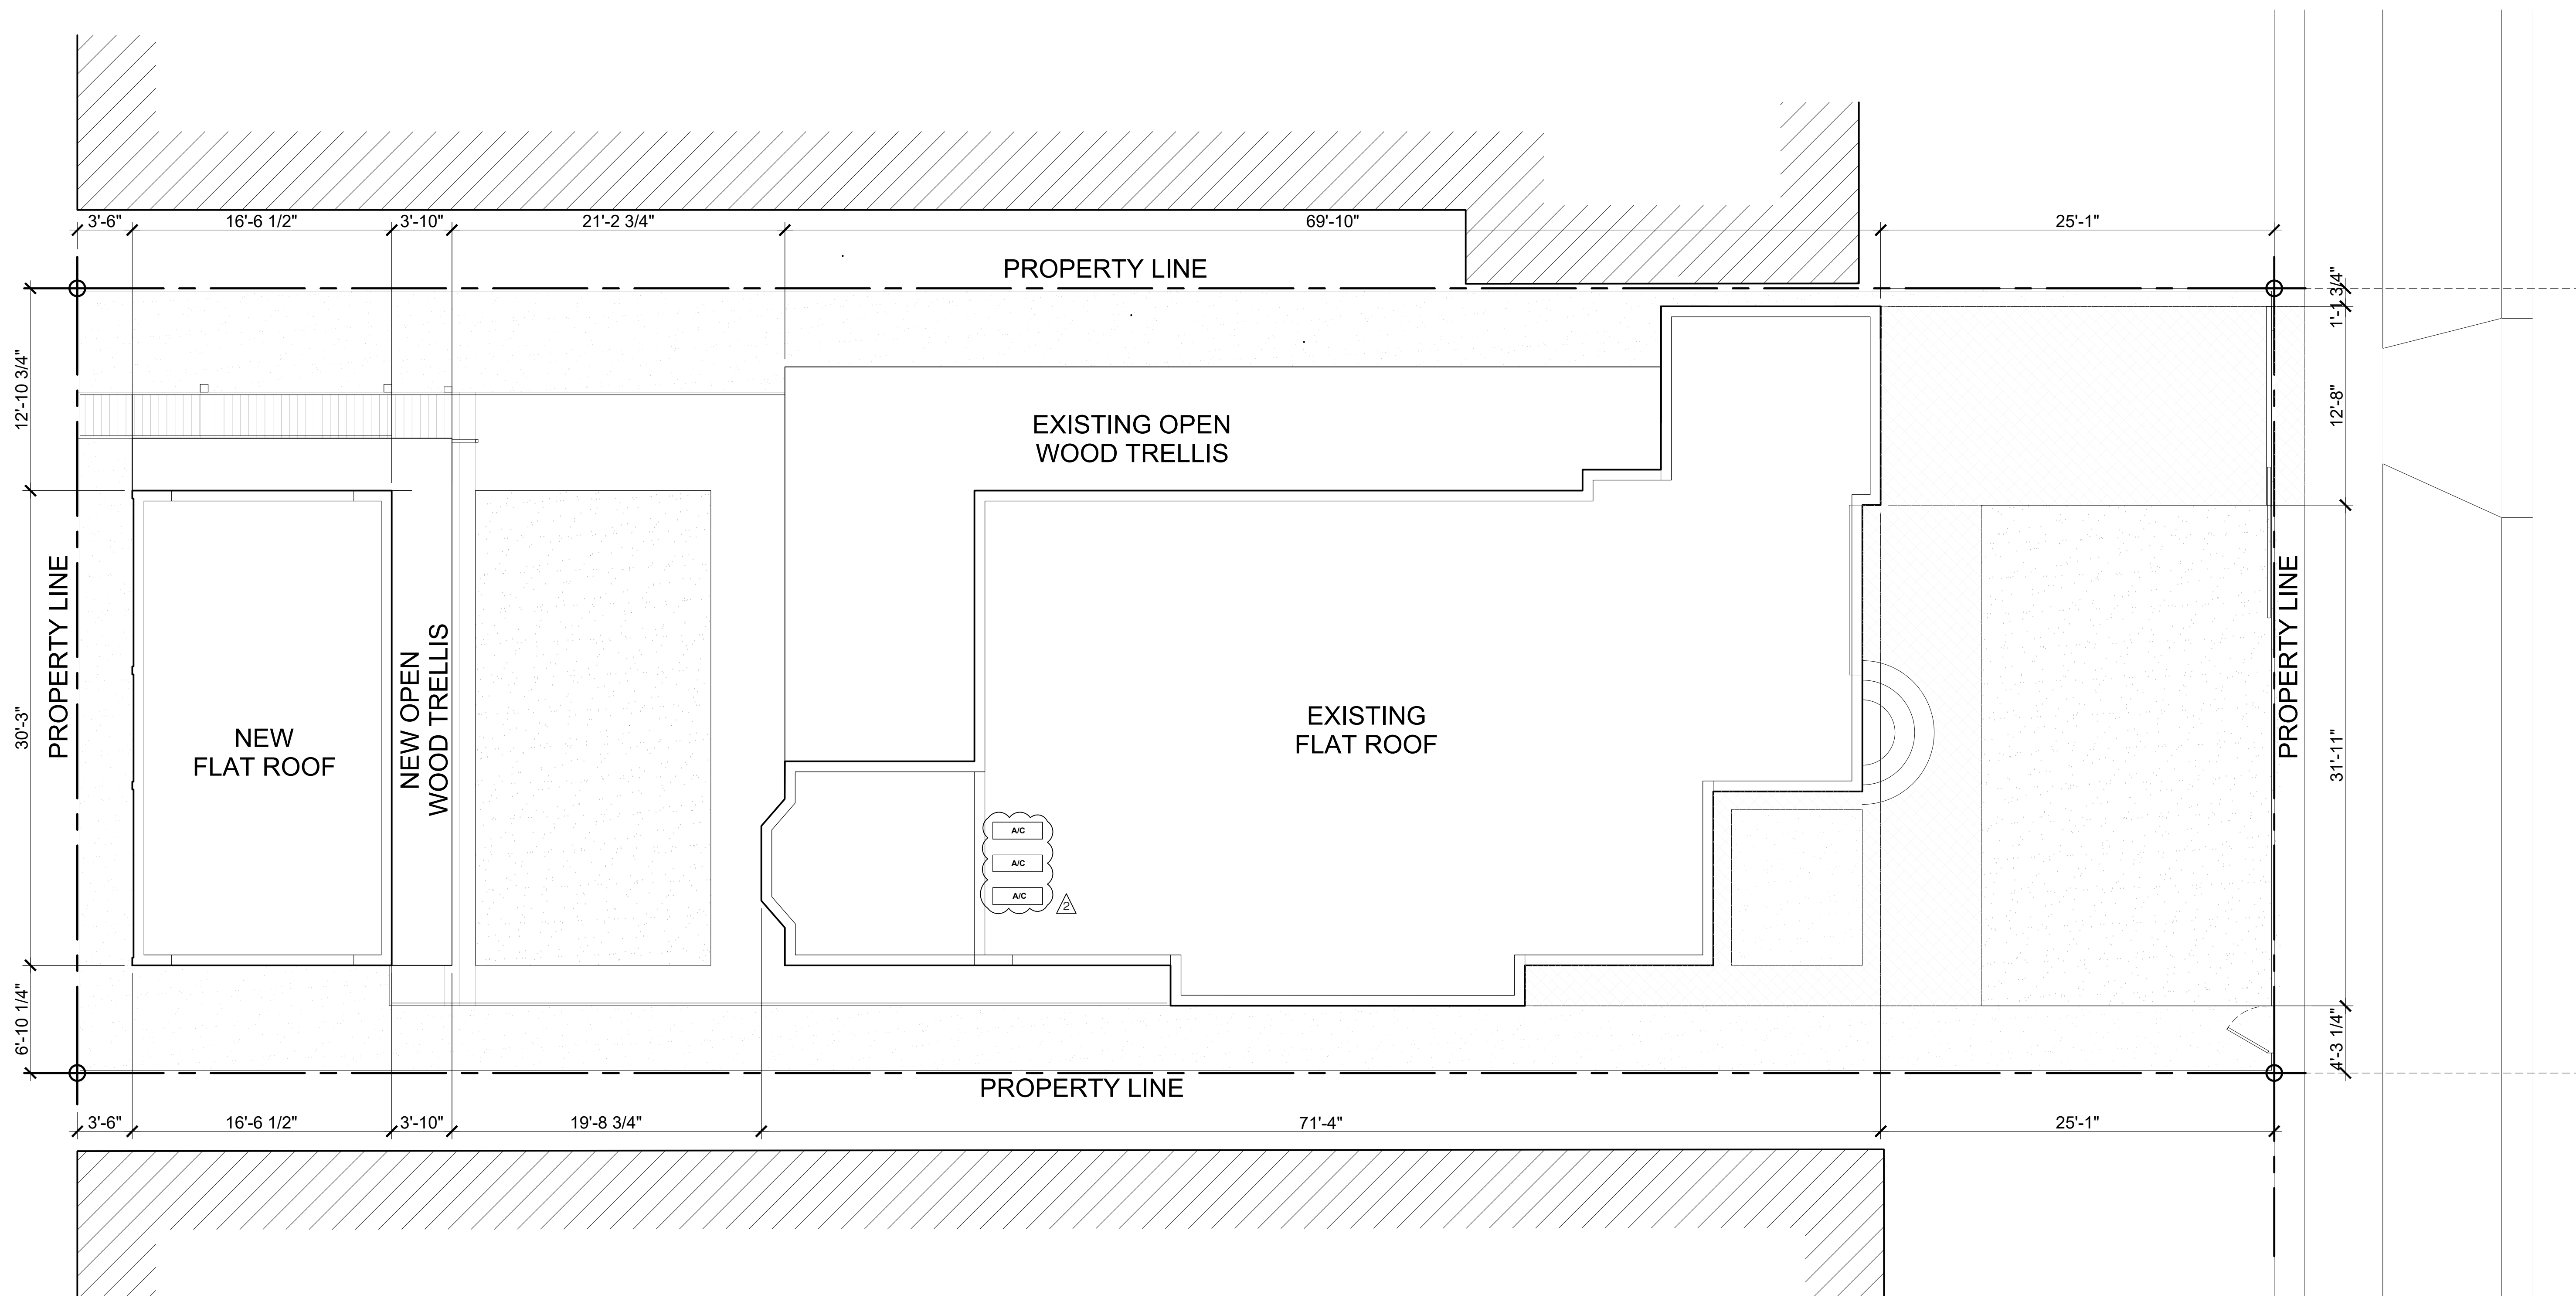 3'-6"
16'-6 1/2"
3'-10"
21'-2 3/4"
69'-10"
25'-1"
PROPERTY LINE
1'-1 3/4"
12'-10 3/4"
12'-8"
EXISTING OPEN
WOOD TRELLIS
PROPERTY LINE
30'-3"
NEW
FLAT ROOF
NEW OPEN
WOOD TRELLIS
EXISTING
FLAT ROOF
PROPERTY LINE
31'-11"
A/C
A/C
A/C
2
6'-10 1/4"
4'-3 1/4"
PROPERTY LINE
3'-6"
16'-6 1/2"
3'-10"
19'-8 3/4"
71'-4"
25'-1"